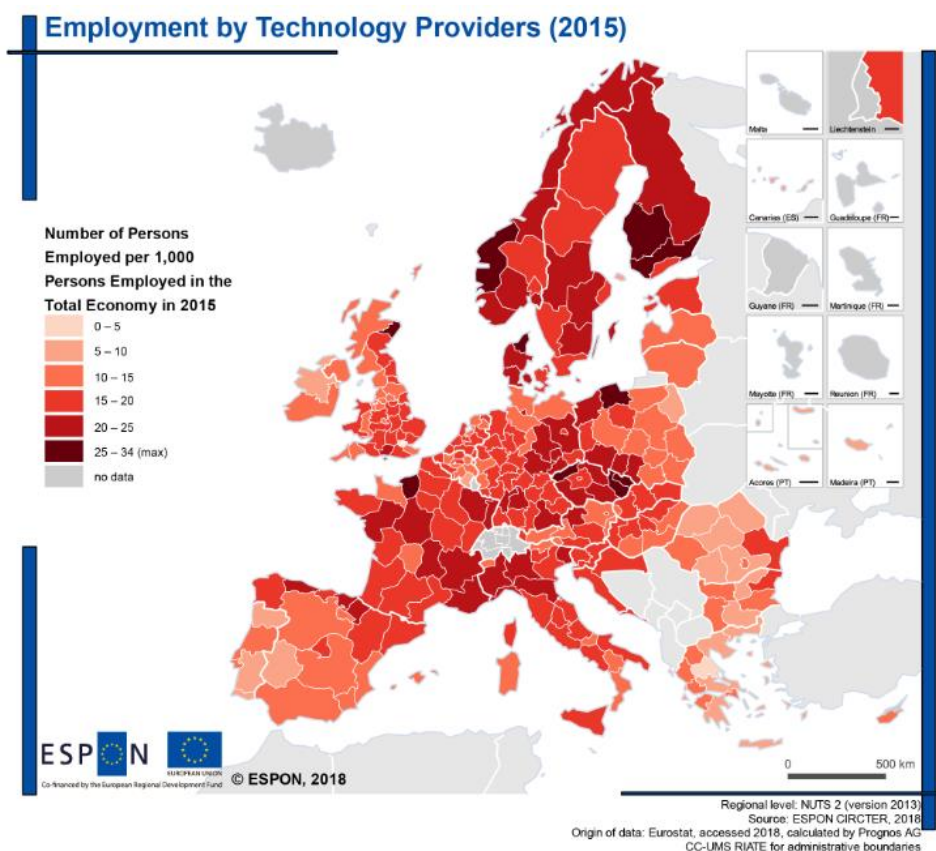 Employment by Technology Providers (2015)
Malta
Liechtenstein
Canarias (ES)
Guadeloupe (FR)
Guyane (FR)
Martinique (FR)
Mayotte (FR)
Reunion (FR)
Acores (PT)
Madeira (PT)
Number of Persons
Employed per 1,000
Persons Employed in the
Total Economy in 2015
0 – 5
5 – 10
10 – 15
15 – 20
20 – 25
25 – 34 (max)
no data
ESPON
EUROPEAN UNION
Co-financed by the European Regional Development Fund
© ESPON, 2018
0 500 km
Regional level: NUTS 2 (version 2013)
Source: ESPON CIRCTER, 2018
Origin of data: Eurostat, accessed 2018, calculated by Prognos AG
CC-UMS RIATE for administrative boundaries